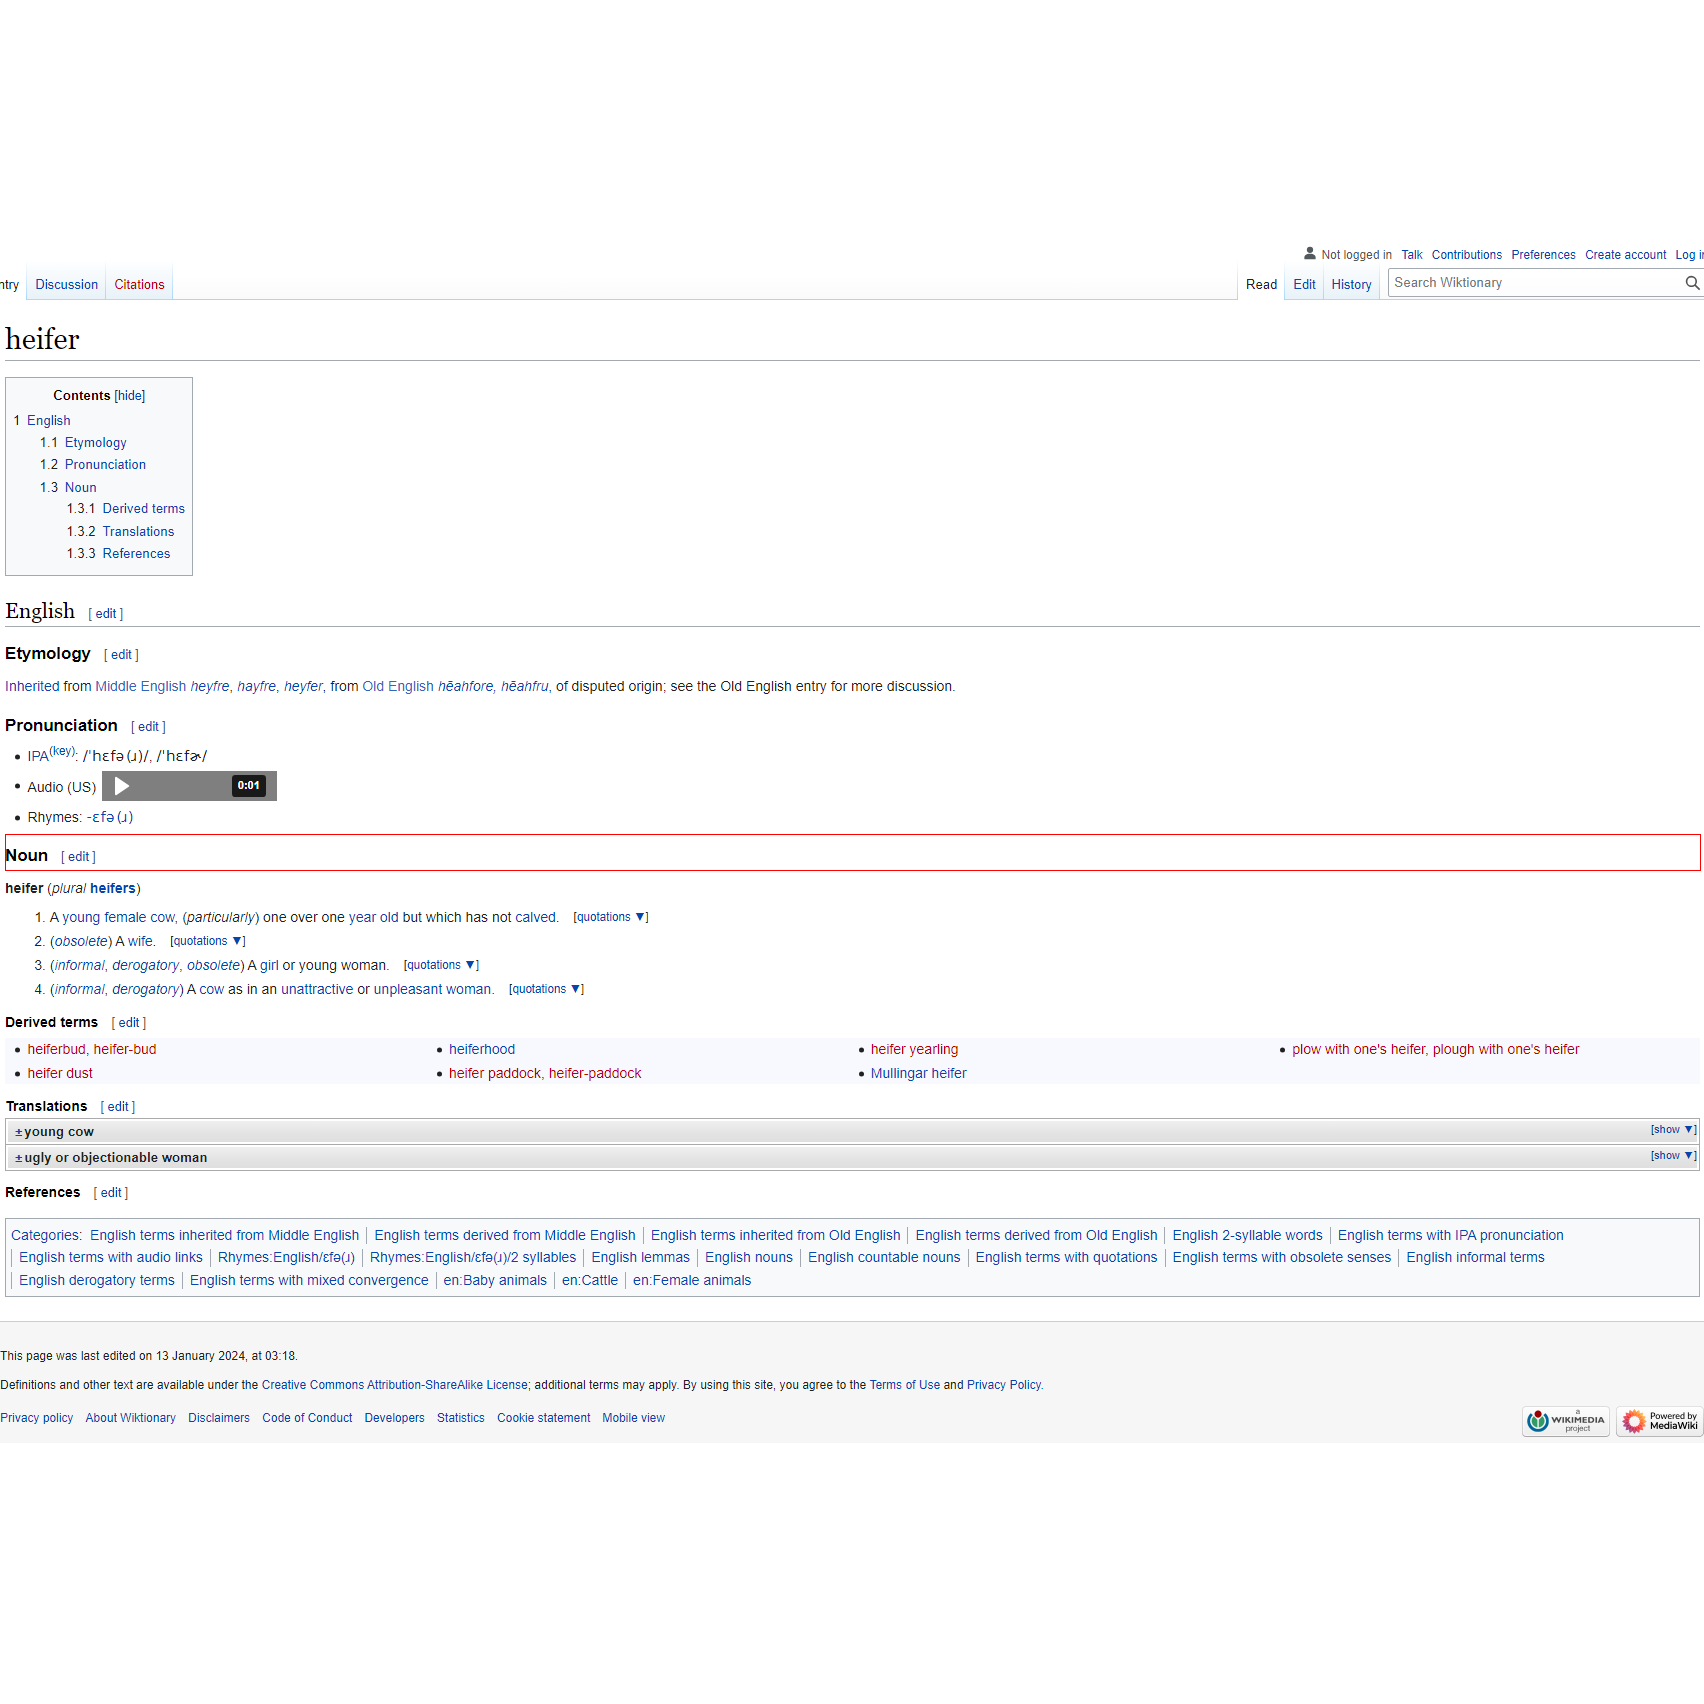 Not logged in Talk Contributions Preferences Create account Log in
ntry Discussion Citations Read Edit History Search Wiktionary
heifer
Contents [hide]
1 English
1.1 Etymology
1.2 Pronunciation
1.3 Noun
1.3.1 Derived terms
1.3.2 Translations
1.3.3 References
English [ edit ]
Etymology [ edit ]
Inherited from Middle English heyfre, hayfre, heyfer, from Old English hēahfore, hēahfru, of disputed origin; see the Old English entry for more discussion.
Pronunciation [ edit ]
• IPA(key): /ˈhɛfə(ɹ)/, /ˈhɛfɚ/
• Audio (US) 0:01
• Rhymes: -ɛfə(ɹ)
Noun [ edit ]
heifer (plural heifers)
1. A young female cow, (particularly) one over one year old but which has not calved. [quotations ▼]
2. (obsolete) A wife. [quotations ▼]
3. (informal, derogatory, obsolete) A girl or young woman. [quotations ▼]
4. (informal, derogatory) A cow as in an unattractive or unpleasant woman. [quotations ▼]
Derived terms [ edit ]
• heiferbud, heifer-bud • heiferhood • heifer yearling • plow with one's heifer, plough with one's heifer
• heifer dust • heifer paddock, heifer-paddock • Mullingar heifer
Translations [ edit ]
±young cow [show ▼]
±ugly or objectionable woman [show ▼]
References [ edit ]
Categories: English terms inherited from Middle English | English terms derived from Middle English | English terms inherited from Old English | English terms derived from Old English | English 2-syllable words | English terms with IPA pronunciation
| English terms with audio links | Rhymes:English/ɛfə(ɹ) | Rhymes:English/ɛfə(ɹ)/2 syllables | English lemmas | English nouns | English countable nouns | English terms with quotations | English terms with obsolete senses | English informal terms
| English derogatory terms | English terms with mixed convergence | en:Baby animals | en:Cattle | en:Female animals
This page was last edited on 13 January 2024, at 03:18.
Definitions and other text are available under the Creative Commons Attribution-ShareAlike License; additional terms may apply. By using this site, you agree to the Terms of Use and Privacy Policy.
Privacy policy About Wiktionary Disclaimers Code of Conduct Developers Statistics Cookie statement Mobile view
a WIKIMEDIA project
Powered by MediaWiki